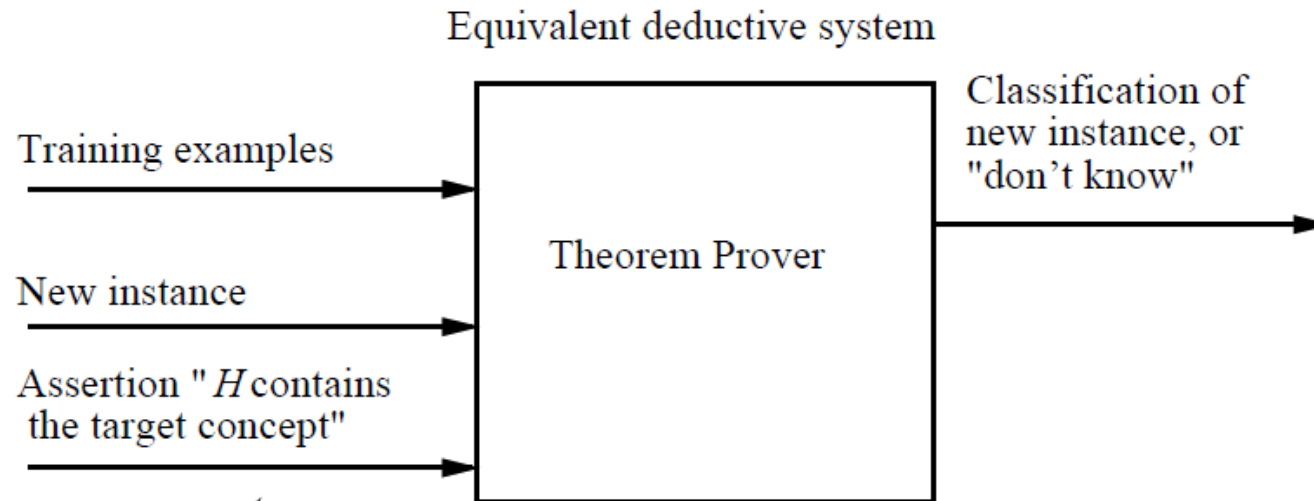 Equivalent deductive system
Training examples
New instance
Assertion " H contains
the target concept"
Theorem Prover
Classification of
new instance, or
"don’t know"